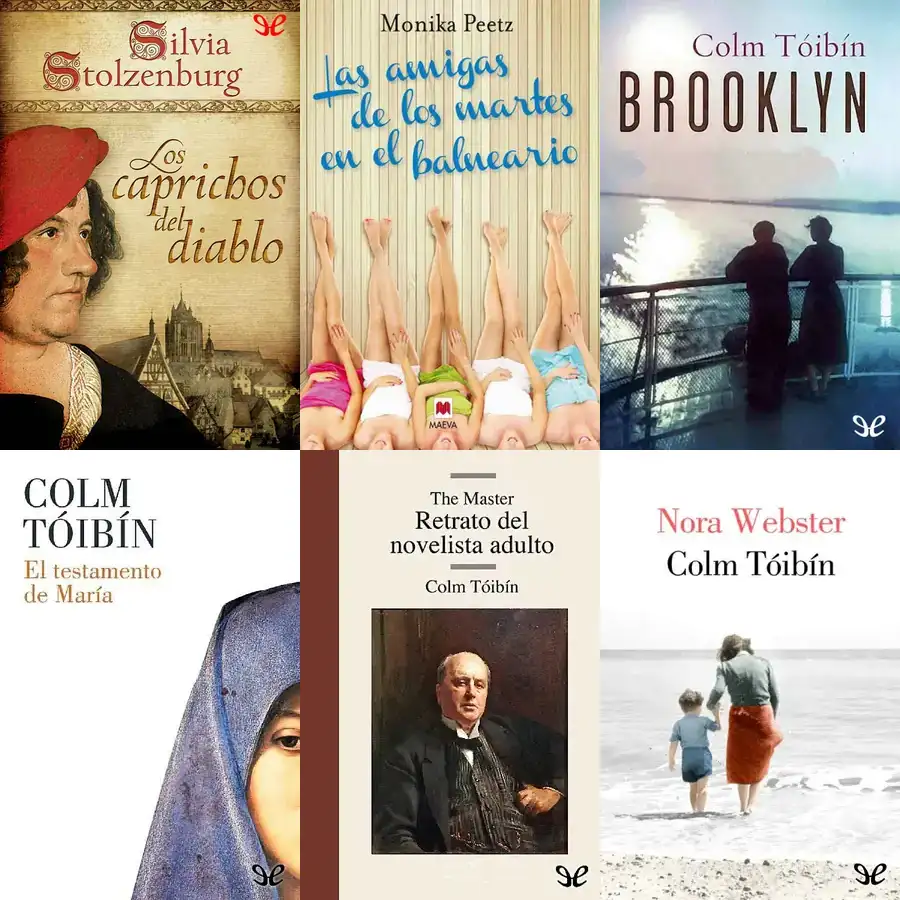 Silvia
Stolzenburg
Los
caprichos
del
diablo
Monika Peetz
Las amigas
de los martes
en el balneario
MAEVA
Colm Tóibín
BROOKLYN
COLM
TÓIBÍN
El testamento
de María
The Master
Retrato del
novelista adulto
Colm Tóibín
Nora Webster
Colm Tóibín